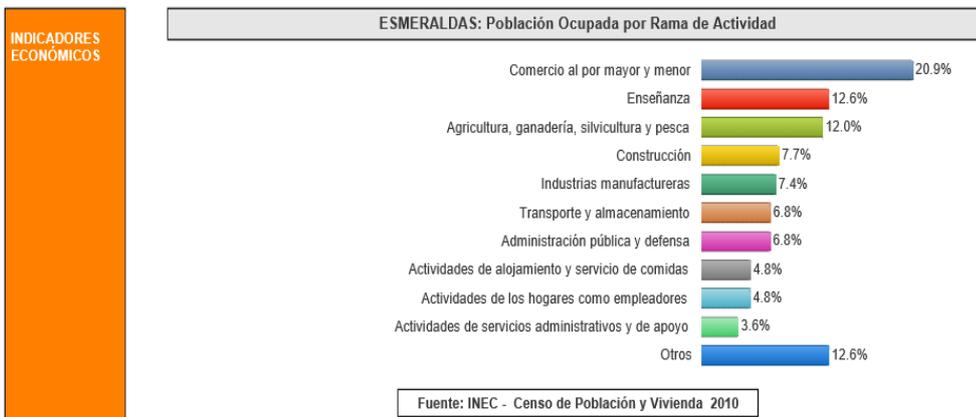 INDICADORES
ECONÓMICOS
ESMERALDAS: Población Ocupada por Rama de Actividad
Comercio al por mayor y menor 20.9%
Enseñanza 12.6%
Agricultura, ganadería, silvicultura y pesca 12.0%
Construcción 7.7%
Industrias manufactureras 7.4%
Transporte y almacenamiento 6.8%
Administración pública y defensa 6.8%
Actividades de alojamiento y servicio de comidas 4.8%
Actividades de los hogares como empleadores 4.8%
Actividades de servicios administrativos y de apoyo 3.6%
Otros 12.6%
Fuente: INEC - Censo de Población y Vivienda 2010